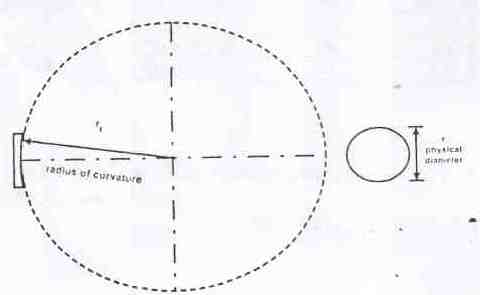 r
radius of curvature
r
physical
diameter